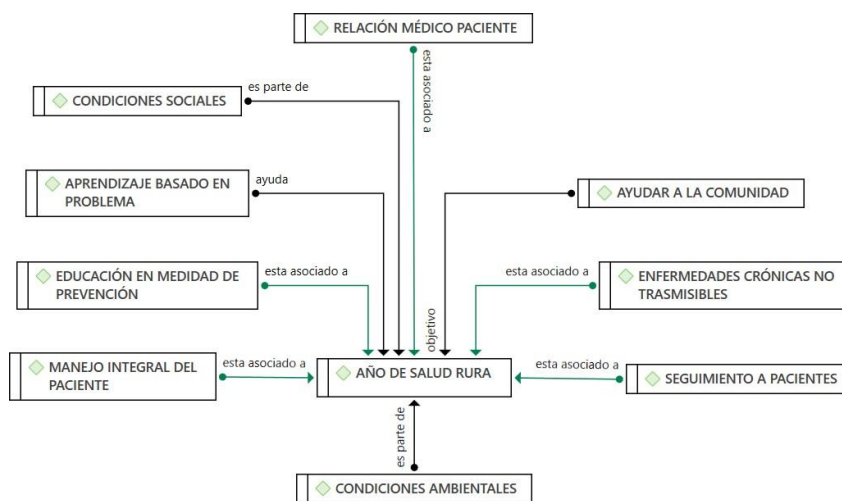 RELACIÓN MÉDICO PACIENTE
esta asociado a
es parte de
CONDICIONES SOCIALES
ayuda
APRENDIZAJE BASADO EN
PROBLEMA
AYUDAR A LA COMUNIDAD
objetivo
esta asociado a
EDUCACIÓN EN MEDIDAD DE
PREVENCIÓN
esta asociado a
ENFERMEDADES CRÓNICAS NO
TRASMISIBLES
esta asociado a
MANEJO INTEGRAL DEL
PACIENTE
AÑO DE SALUD RURA
esta asociado a
SEGUIMIENTO A PACIENTES
es parte de
CONDICIONES AMBIENTALES